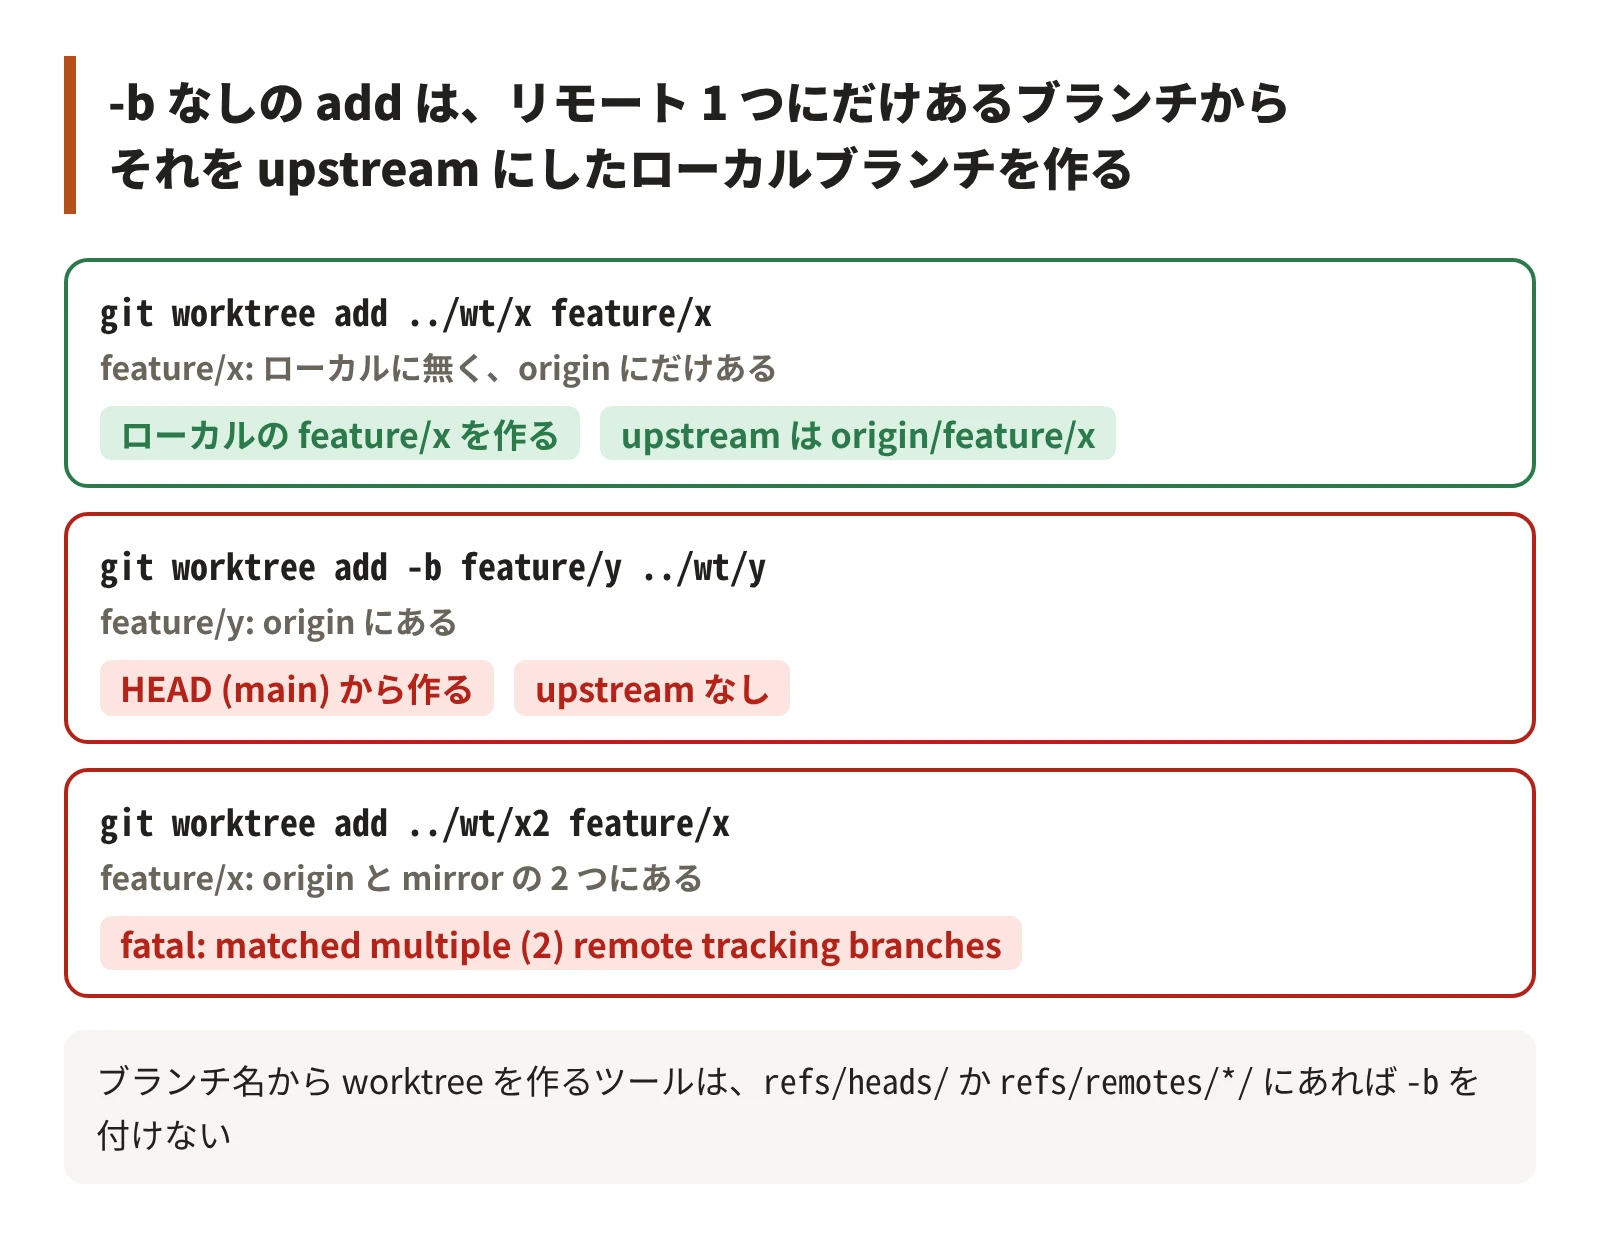 -b なしの add は、リモート 1 つにだけあるブランチから
それを upstream にしたローカルブランチを作る
git worktree add ../wt/x feature/x
feature/x: ローカルに無く、origin にだけある
ローカルの feature/x を作る
upstream は origin/feature/x
git worktree add -b feature/y ../wt/y
feature/y: origin にある
HEAD (main) から作る
upstream なし
git worktree add ../wt/x2 feature/x
feature/x: origin と mirror の 2 つにある
fatal: matched multiple (2) remote tracking branches
ブランチ名から worktree を作るツールは、refs/heads/ か refs/remotes/*/ にあれば -b を
付けない